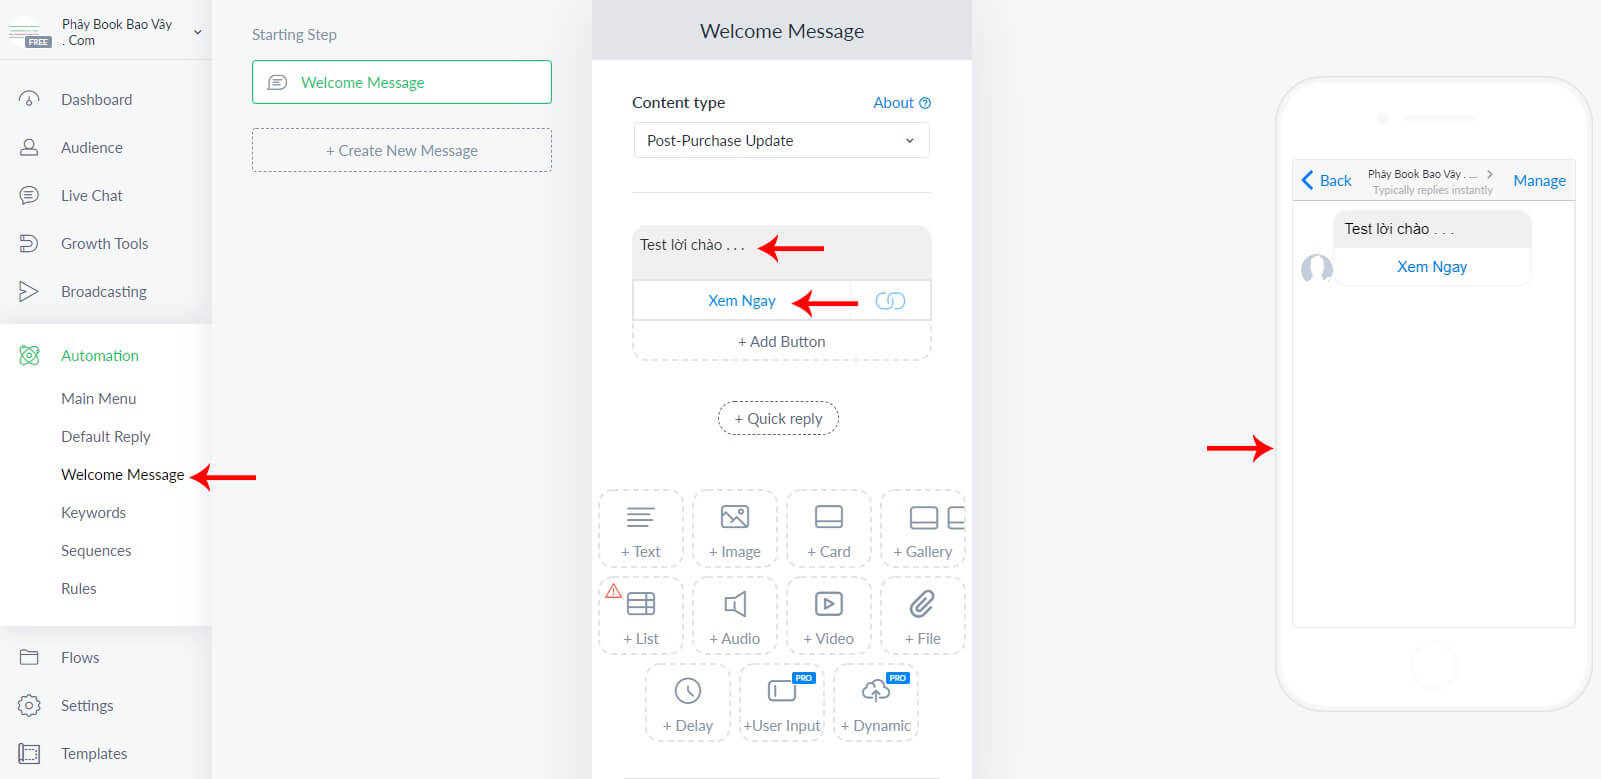 Phây Book Bao Vây
. Com
FREE
Dashboard
Audience
Live Chat
Growth Tools
Broadcasting
Automation
Main Menu
Default Reply
Welcome Message
Keywords
Sequences
Rules
Flows
Settings
Templates
Starting Step
Welcome Message
+ Create New Message
Welcome Message
Content type
About
Post-Purchase Update
Test lời chào . . .
Xem Ngay
+ Add Button
+ Quick reply
+ Text
+ Image
+ Card
+ Gallery
+ List
+ Audio
+ Video
+ File
PRO
PRO
+ Delay
+User Input
+ Dynamic
Back
Phây Book Bao Vây . ...
Manage
Typically replies instantly
Test lời chào . . .
Xem Ngay